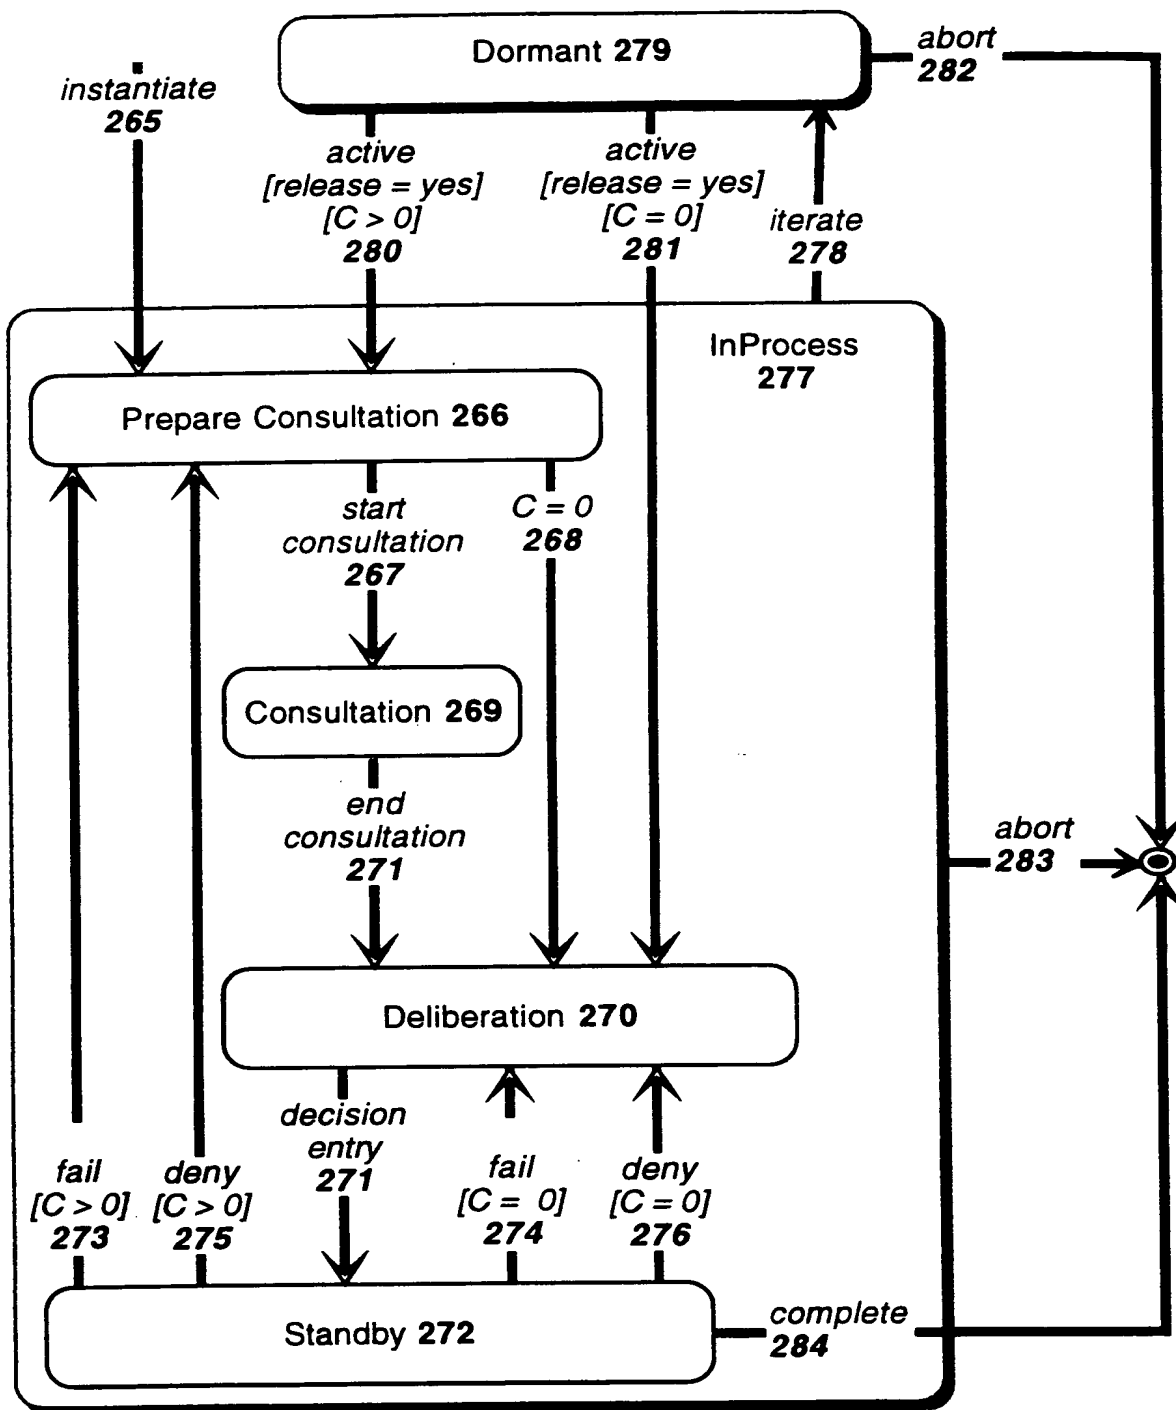 Dormant 279
abort
282
instantiate
265
active
[release = yes]
[C > 0]
280
active
[release = yes]
[C = 0]
281
iterate
278
InProcess
277
Prepare Consultation 266
start
consultation
267
C = 0
268
Consultation 269
end
consultation
271
abort
283
Deliberation 270
decision
entry
271
fail
[C > 0]
273
deny
[C > 0]
275
fail
[C = 0]
274
deny
[C = 0]
276
Standby 272
complete
284